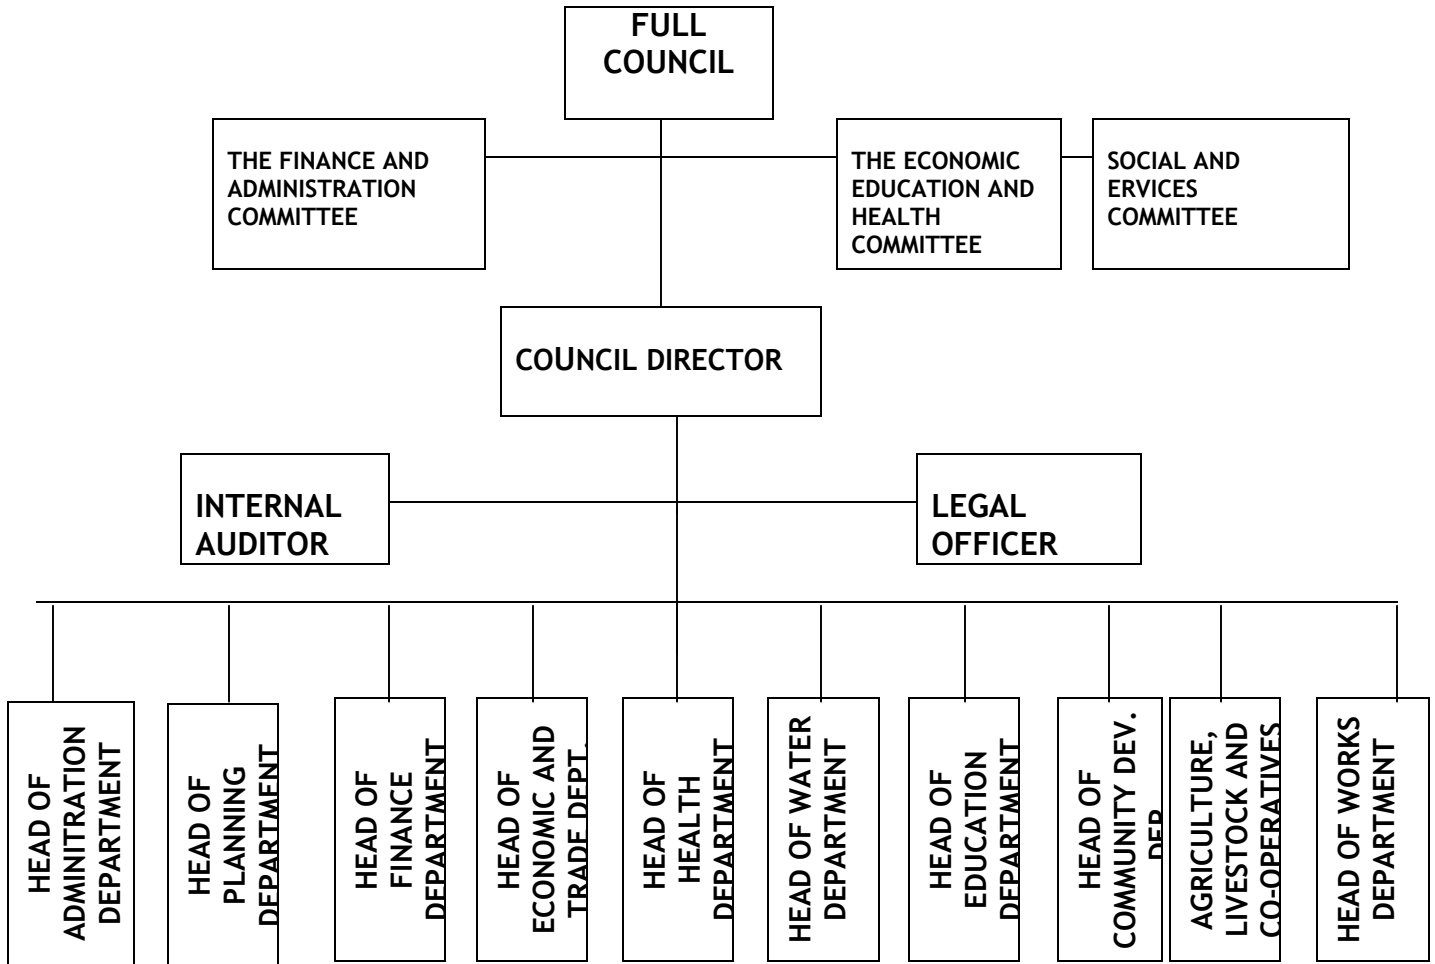 FULL
COUNCIL
THE FINANCE AND
ADMINISTRATION
COMMITTEE
THE ECONOMIC
EDUCATION AND
HEALTH
COMMITTEE
SOCIAL AND
ERVICES
COMMITTEE
COUNCIL DIRECTOR
INTERNAL
AUDITOR
LEGAL
OFFICER
HEAD OF
ADMINITRATION
DEPARTMENT
HEAD OF
PLANNING
DEPARTMENT
HEAD OF
FINANCE
DEPARTMENT
HEAD OF
ECONOMIC AND
TRADE DEPT.
HEAD OF
HEALTH
DEPARTMENT
HEAD OF WATER
DEPARTMENT
HEAD OF
EDUCATION
DEPARTMENT
HEAD OF
COMMUNITY DEV.
DEP
AGRICULTURE,
LIVESTOCK AND
CO-OPERATIVES
HEAD OF WORKS
DEPARTMENT